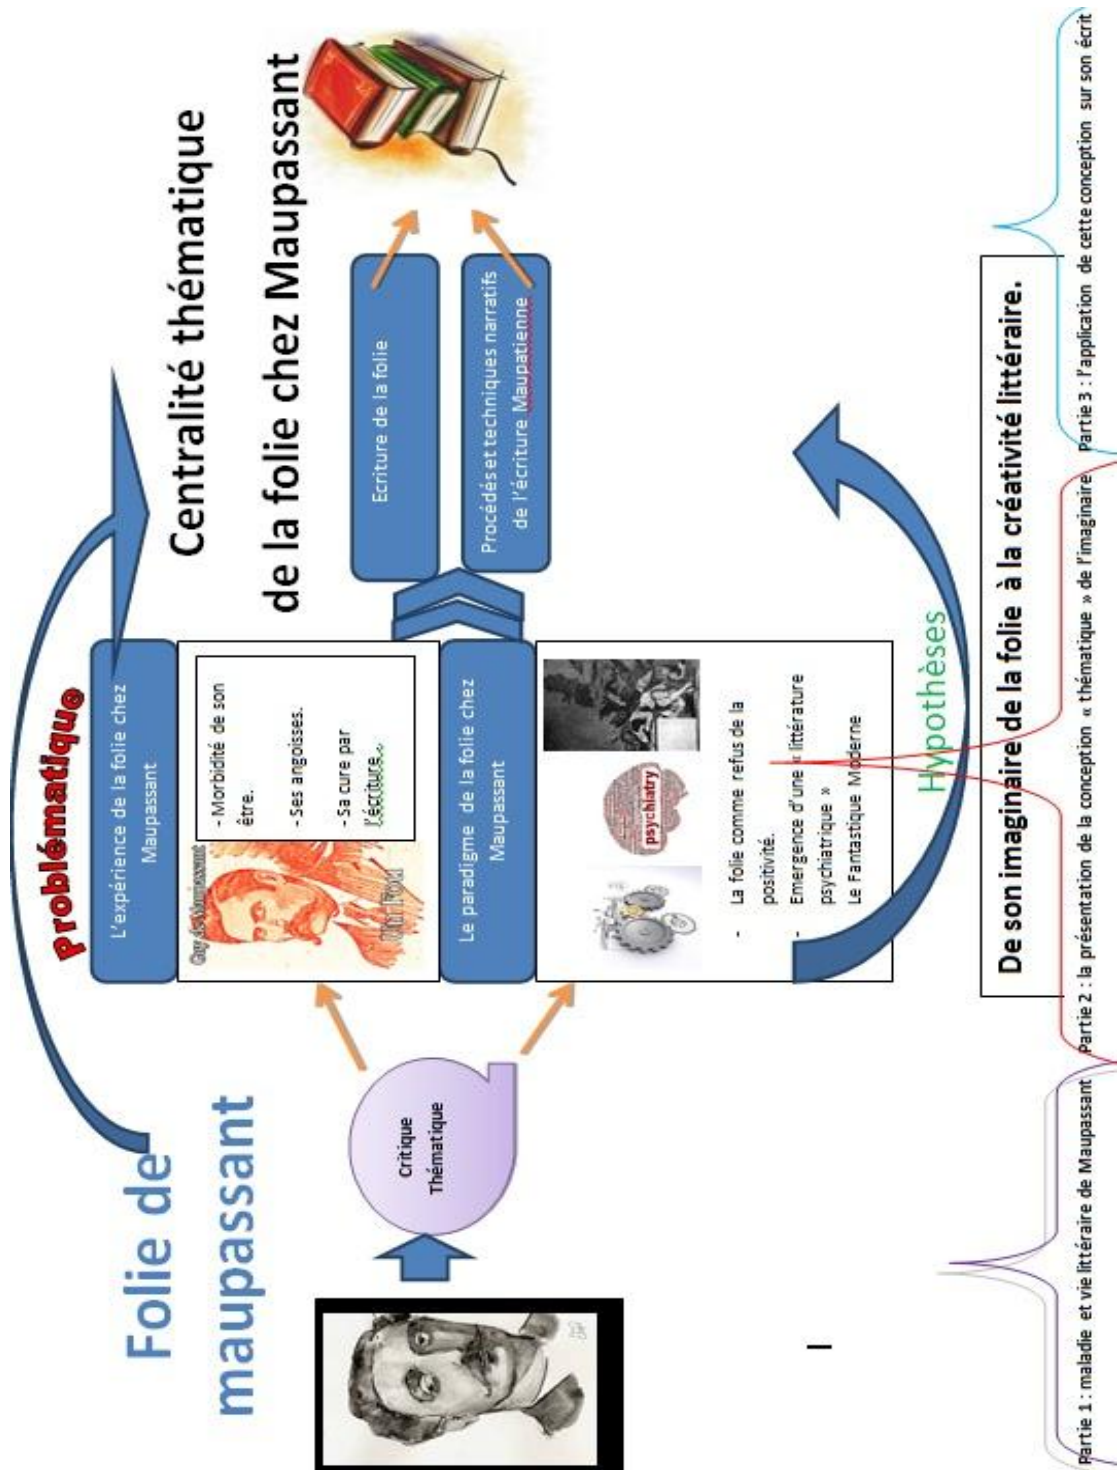 Folie de
maupassant
Problématique
Centralité thématique
de la folie chez Maupassant
Critique
Thématique
L'expérience de la folie chez
Maupassant
Guy de Maupassant
Un Fou
- Morbidité de son
être.
- Ses angoisses.
- Sa cure par
l'écriture.
Le paradigme de la folie chez
Maupassant
psychiatry
- La folie comme refus de la
positivité.
- Emergence d'une « littérature
psychiatrique »
Le Fantastique Moderne
Ecriture de la folie
Procédés et techniques narratifs
de l'écriture Maupatienne
Hypothèses
De son imaginaire de la folie à la créativité littéraire.
Partie 1 : maladie et vie littéraire de Maupassant
Partie 2 : la présentation de la conception « thématique » de l'imaginaire
Partie 3 : l'application de cette conception sur son écrit